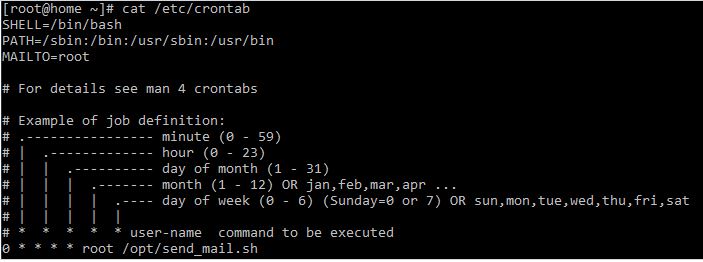 [root@home ~]# cat /etc/crontab
SHELL=/bin/bash
PATH=/sbin:/bin:/usr/sbin:/usr/bin
MAILTO=root

# For details see man 4 crontabs

# Example of job definition:
# .---------------- minute (0 - 59)
# |  .------------- hour (0 - 23)
# |  |  .---------- day of month (1 - 31)
# |  |  |  .------- month (1 - 12) OR jan,feb,mar,apr ...
# |  |  |  |  .---- day of week (0 - 6) (Sunday=0 or 7) OR sun,mon,tue,wed,thu,fri,sat
# |  |  |  |  |
# *  *  *  *  * user-name  command to be executed
0 * * * * root /opt/send_mail.sh